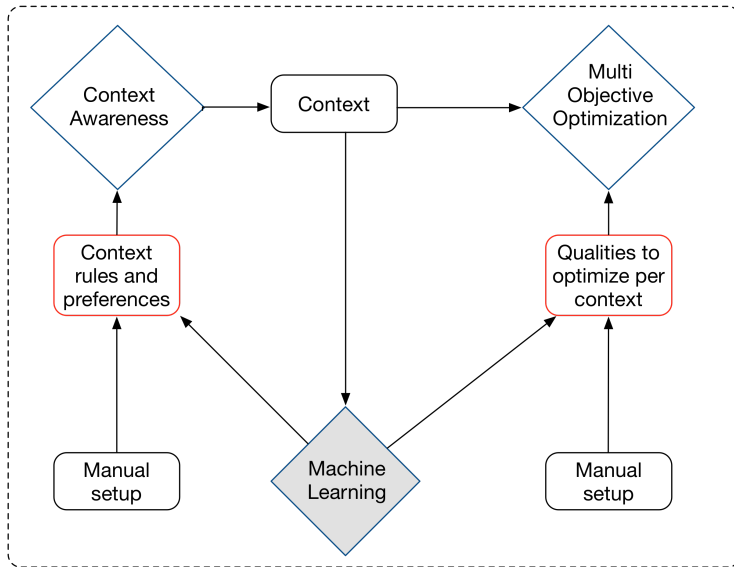 Context
Awareness
Context
Multi
Objective
Optimization
Context
rules and
preferences
Qualities to
optimize per
context
Manual
setup
Machine
Learning
Manual
setup